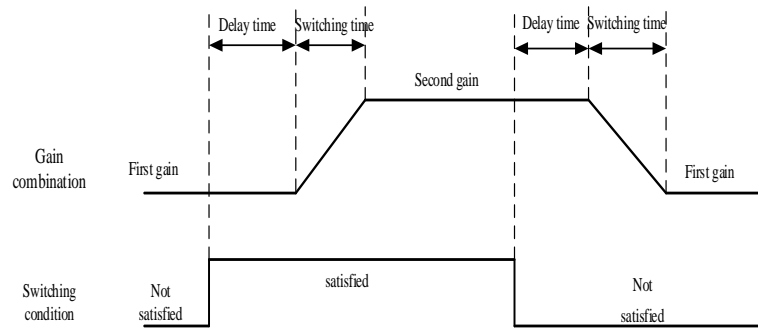 Delay time
Switching time
Delay time
Switching time
Second gain
Gain
combination
First gain
First gain
Switching
condition
Not
satisfied
satisfied
Not
satisfied